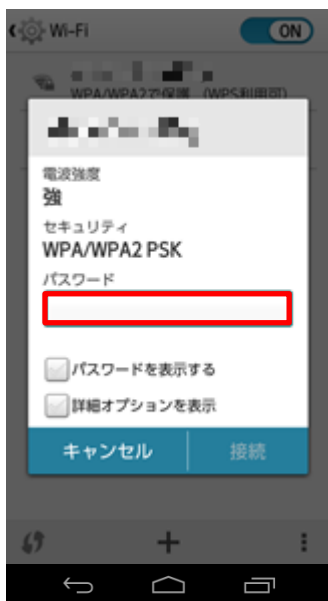 Wi-Fi
ON
WPA/WPA2で保護 (WPS利用可)
電波強度
強
セキュリティ
WPA/WPA2 PSK
パスワード
パスワードを表示する
詳細オプションを表示
キャンセル
接続